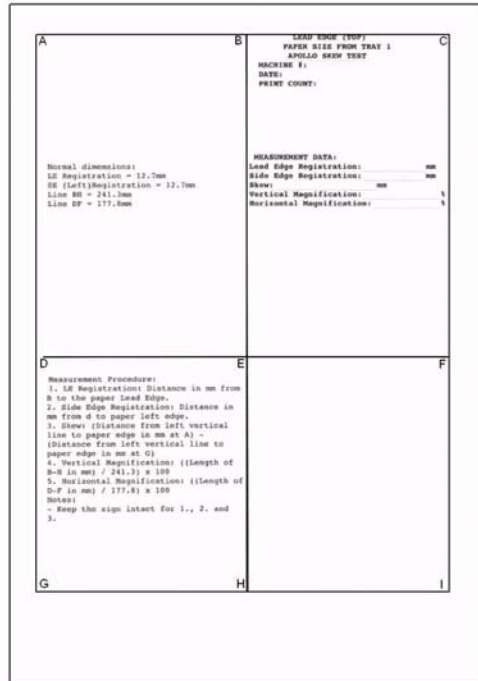 A B C
LEAD EDGE (TOP)
PAPER SIZE FROM TRAY 1
APOLLO SKEW TEST
MACHINE #:
DATE:
PRINT COUNT:
Normal dimensions:
LE Registration = 12.7mm
SE (Left)Registration = 12.7mm
Line BH = 241.3mm
Line DF = 177.8mm
MEASUREMENT DATA:
Lead Edge Registration: mm
Side Edge Registration: mm
Skew: mm
Vertical Magnification: %
Horizontal Magnification: %
D E F
Measurement Procedure:
1. LE Registration: Distance in mm from
B to the paper Lead Edge.
2. Side Edge Registration: Distance in
mm from d to paper left edge.
3. Skew: (Distance from left vertical
line to paper edge in mm at A) -
(Distance from left vertical line to
paper edge in mm at G)
4. Vertical Magnification: ((Length of
B-H in mm) / 241.3) x 100
5. Horizontal Magnification: ((Length of
D-F in mm) / 177.8) x 100
Notes:
- Keep the sign intact for 1., 2. and
3.
G H I